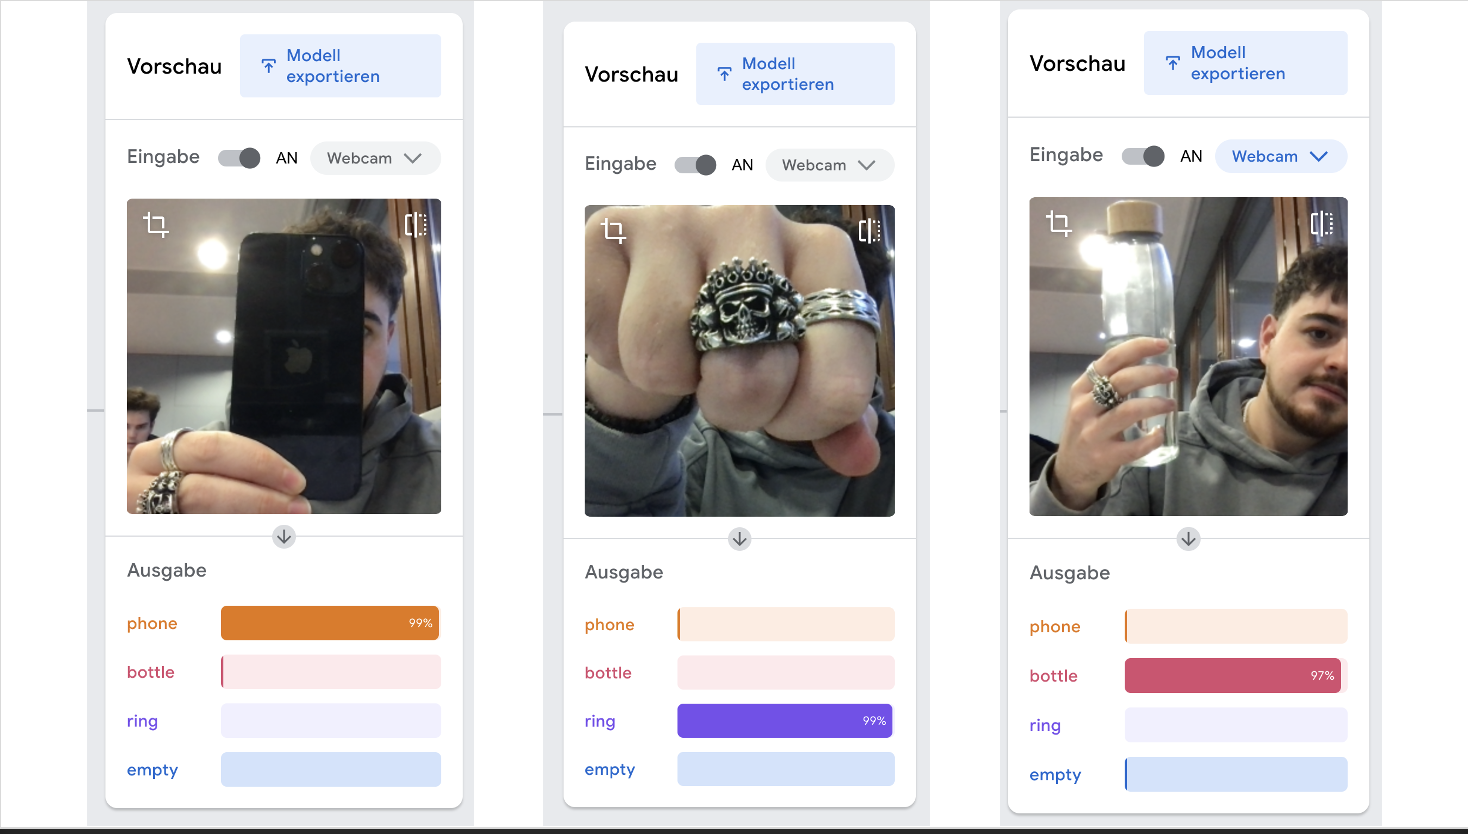 Vorschau
Modell
exportieren
Eingabe
AN
Webcam
Ausgabe
phone
99%
bottle
ring
empty
Vorschau
Modell
exportieren
Eingabe
AN
Webcam
Ausgabe
phone
bottle
ring
99%
empty
Vorschau
Modell
exportieren
Eingabe
AN
Webcam
Ausgabe
phone
bottle
97%
ring
empty